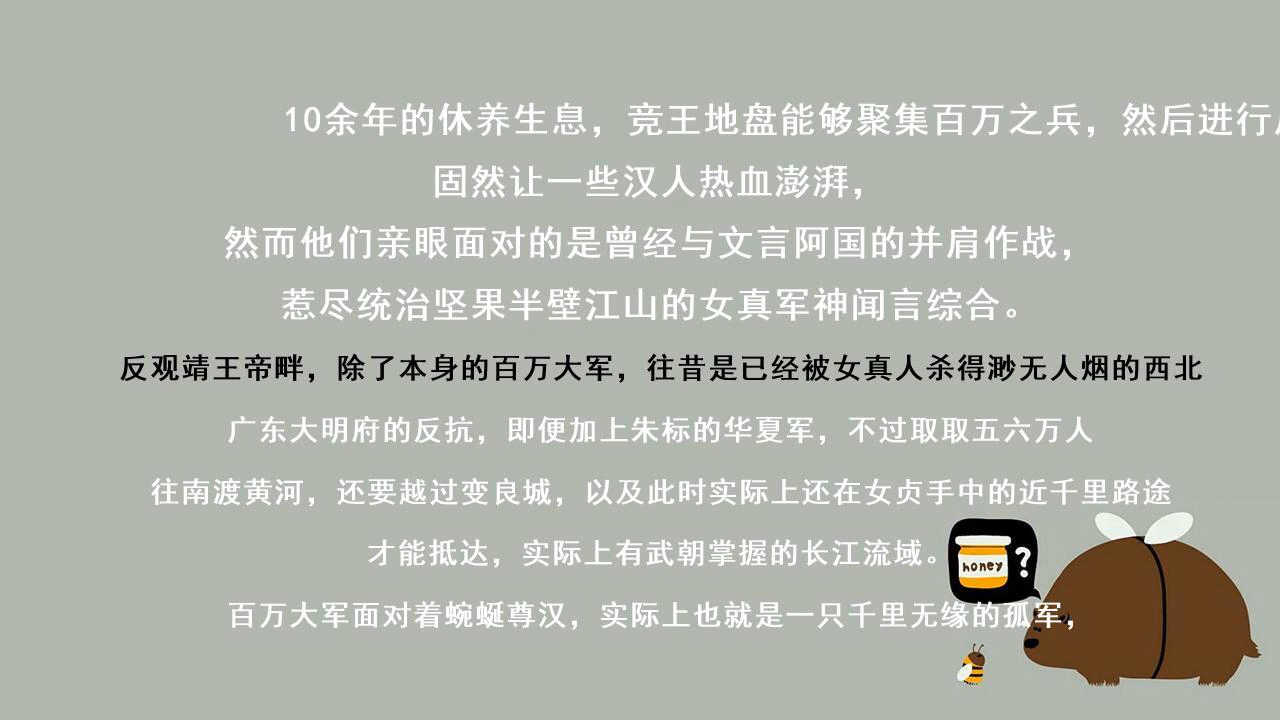 10余年的休养生息，竞王地盘能够聚集百万之兵，然后进行
固然让一些汉人热血澎湃，
然而他们亲眼面对的是曾经与文言阿国的并肩作战，
惹尽统治坚果半壁江山的女真军神闻言综合。
反观靖王帝畔，除了本身的百万大军，往昔是已经被女真人杀得渺无人烟的西北
广东大明府的反抗，即便加上朱标的华夏军，不过取取五六万人
往南渡黄河，还要越过变良城，以及此时实际上还在女贞手中的近千里路途
才能抵达，实际上有武朝掌握的长江流域。
honey ?
百万大军面对着蜿蜒尊汉，实际上也就是一只千里无缘的孤军，